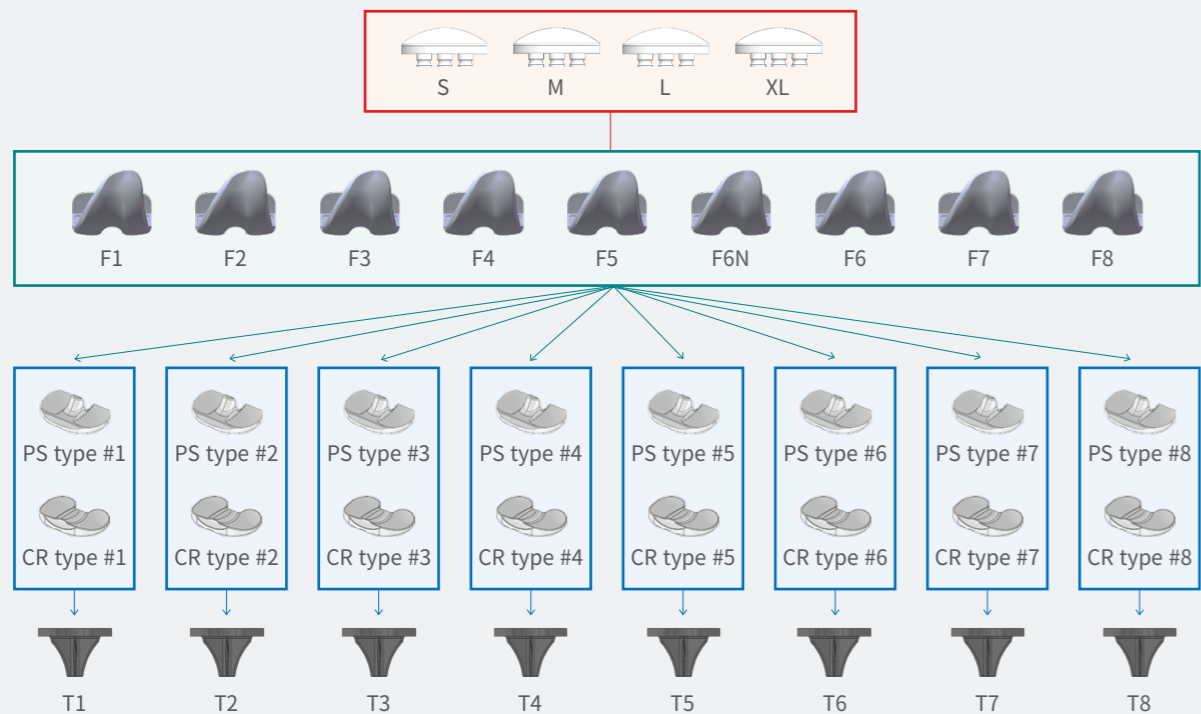 S M L XL
F1 F2 F3 F4 F5 F6N F6 F7 F8
PS type #1 PS type #2 PS type #3 PS type #4 PS type #5 PS type #6 PS type #7 PS type #8
CR type #1 CR type #2 CR type #3 CR type #4 CR type #5 CR type #6 CR type #7 CR type #8
T1 T2 T3 T4 T5 T6 T7 T8